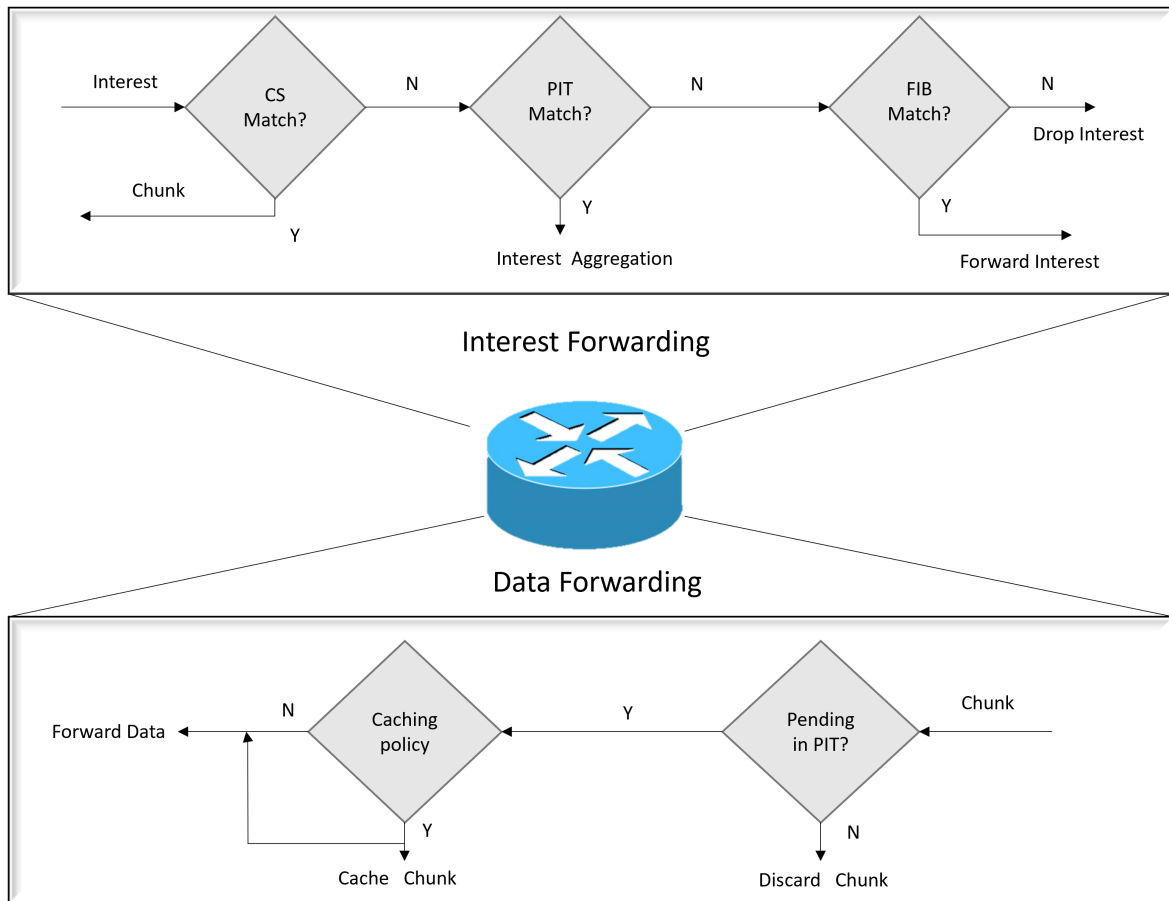 Interest
CS
Match?
N
PIT
Match?
N
FIB
Match?
N
Drop Interest
Chunk
Y
Y
Interest Aggregation
Y
Forward Interest
Interest Forwarding
Data Forwarding
Forward Data
N
Caching
policy
Y
Pending
in PIT?
Chunk
Y
Cache Chunk
N
Discard Chunk